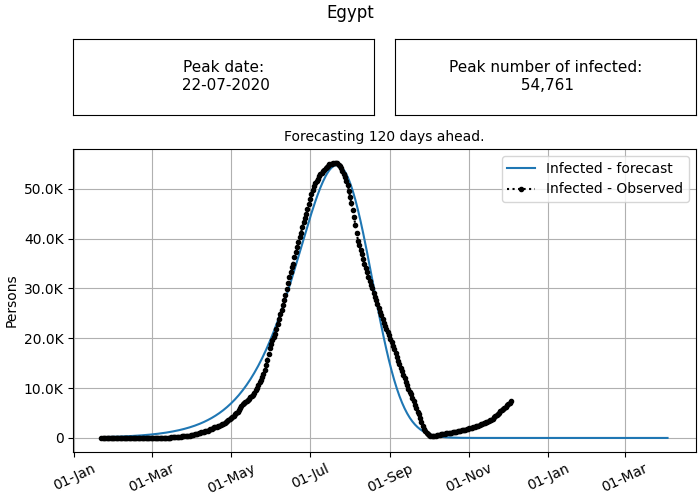 Egypt
Peak date:
22-07-2020
Peak number of infected:
54,761
Forecasting 120 days ahead.
Infected - forecast
Infected - Observed
50.0K
40.0K
30.0K
20.0K
10.0K
0
Persons
01-Jan
01-Mar
01-May
01-Jul
01-Sep
01-Nov
01-Jan
01-Mar